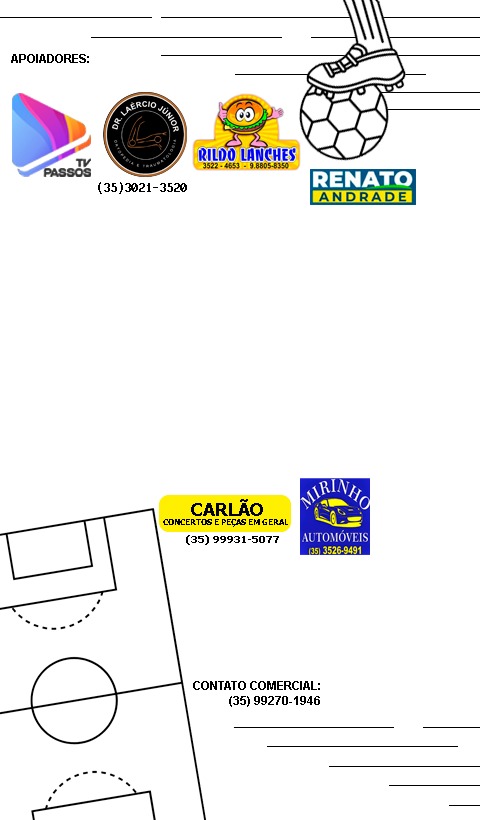 APOIADORES:
TV
PASSOS
DR. LAÉRCIO JÚNIOR
ORTOPEDIA E TRAUMATOLOGIA
(35)3021-3520
RILDO LANCHES
3522 - 4653 - 9.8805-8350
RENATO
ANDRADE
CARLÃO
CONCERTOS E PEÇAS EM GERAL
(35) 99931-5077
MIRINHO
AUTOMÓVEIS
(35) 3526-9491
CONTATO COMERCIAL:
(35) 99270-1946